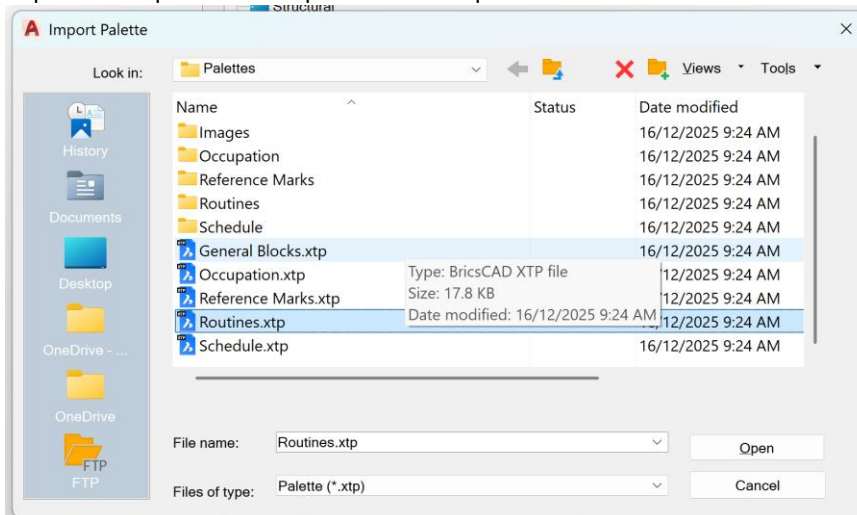 Structural
Import Palette
Look in: Palettes Views Tools
Name Status Date modified
Images 16/12/2025 9:24 AM
Occupation 16/12/2025 9:24 AM
Reference Marks 16/12/2025 9:24 AM
Routines 16/12/2025 9:24 AM
Schedule 16/12/2025 9:24 AM
General Blocks.xtp 16/12/2025 9:24 AM
Occupation.xtp Type: BricsCAD XTP file 12/2025 9:24 AM
Reference Marks.xtp Size: 17.8 KB 12/2025 9:24 AM
Routines.xtp Date modified: 16/12/2025 9:24 AM 12/2025 9:24 AM
Schedule.xtp 16/12/2025 9:24 AM
History
Documents
Desktop
OneDrive - ...
OneDrive
FTP
FTP
File name: Routines.xtp Open
Files of type: Palette (*.xtp) Cancel